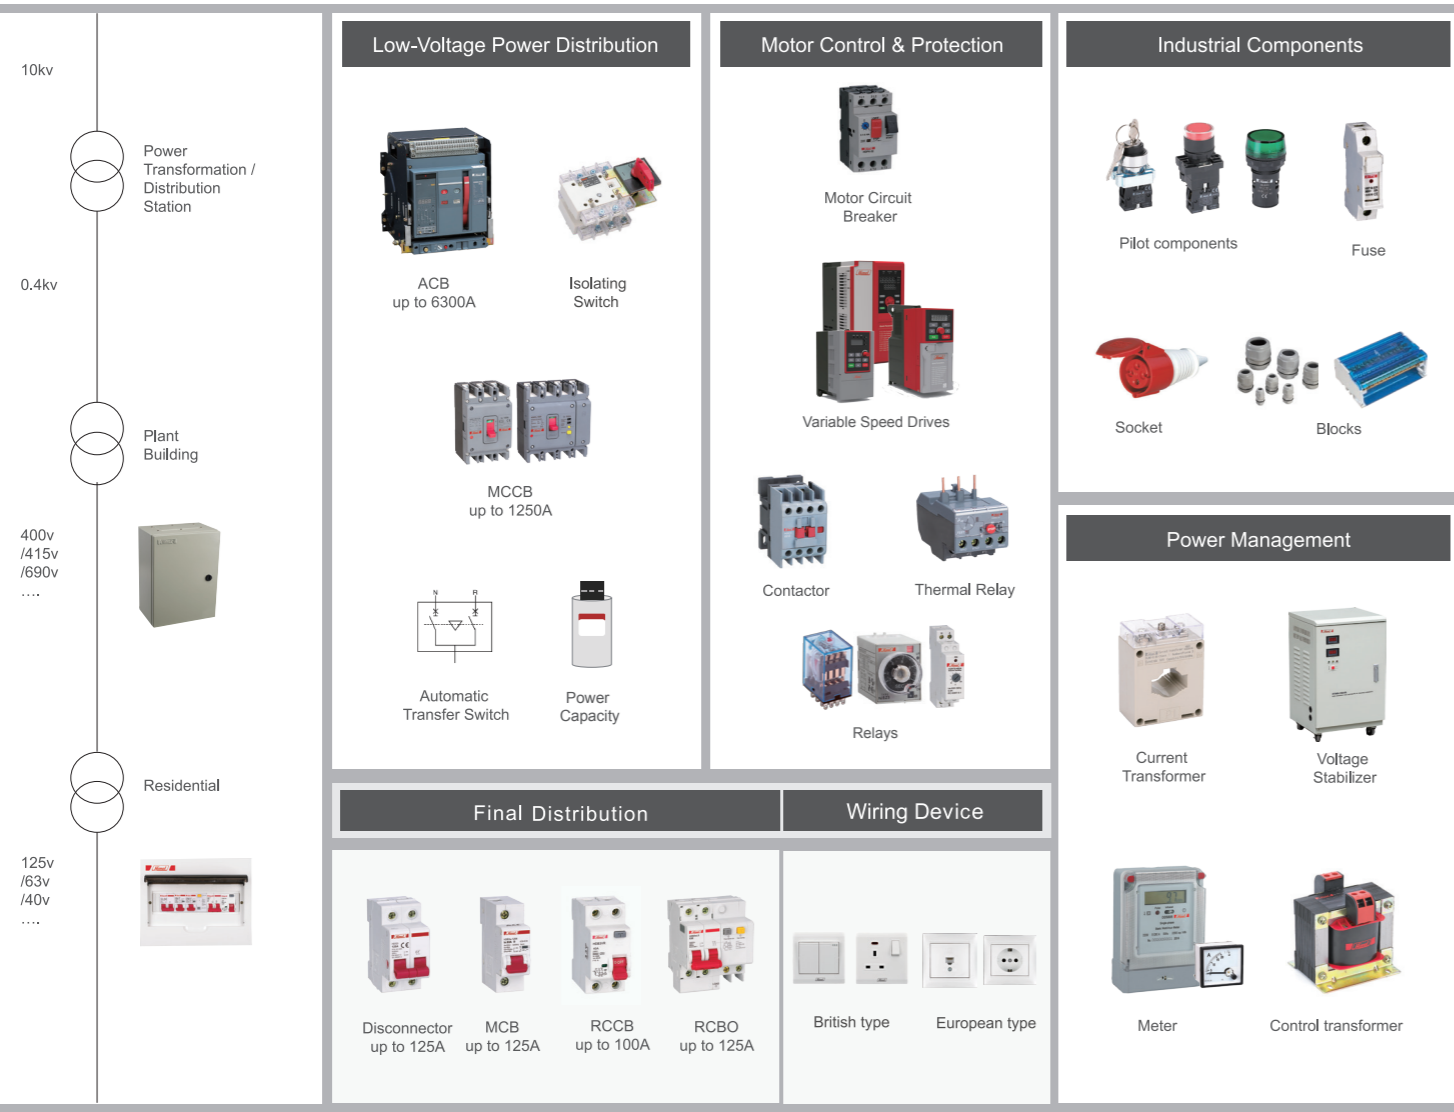 10kv
Power
Transformation /
Distribution
Station
0.4kv
Plant
Building
400v
/415v
/690v
....
Residential
125v
/63v
/40v
....
Low-Voltage Power Distribution
ACB
up to 6300A
Isolating
Switch
MCCB
up to 1250A
N R
Automatic
Transfer Switch
Power
Capacity
Motor Control & Protection
Motor Circuit
Breaker
Variable Speed Drives
Contactor
Thermal Relay
Relays
Industrial Components
Pilot components
Fuse
Socket
Blocks
Power Management
Current
Transformer
Voltage
Stabilizer
Meter
Control transformer
Final Distribution
Disconnector
up to 125A
MCB
up to 125A
RCCB
up to 100A
RCBO
up to 125A
Wiring Device
British type
European type